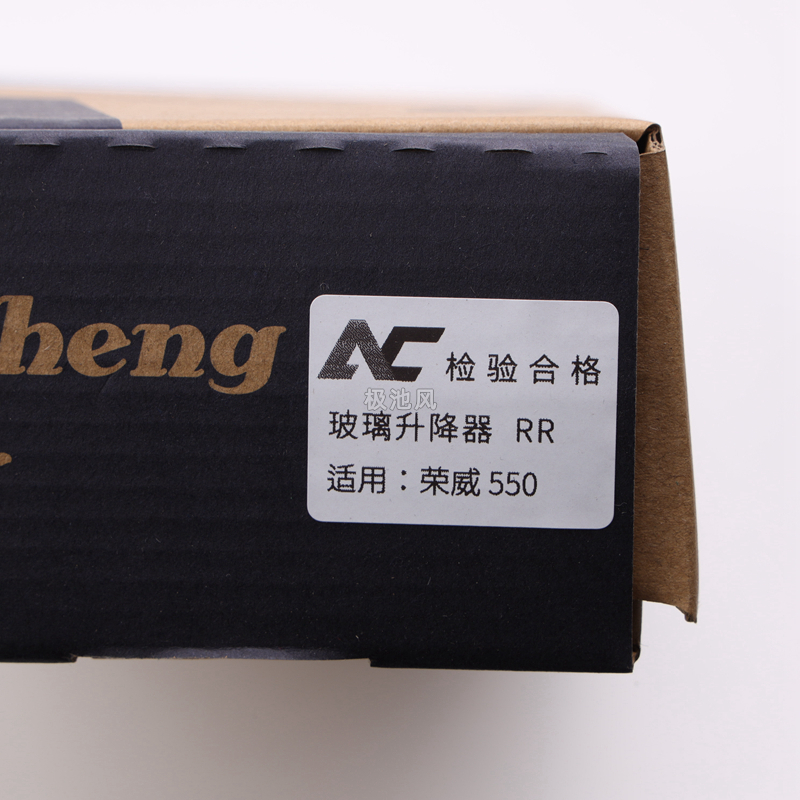 heng
AC 检验合格
极池风
玻璃升降器 RR
适用：荣威 550